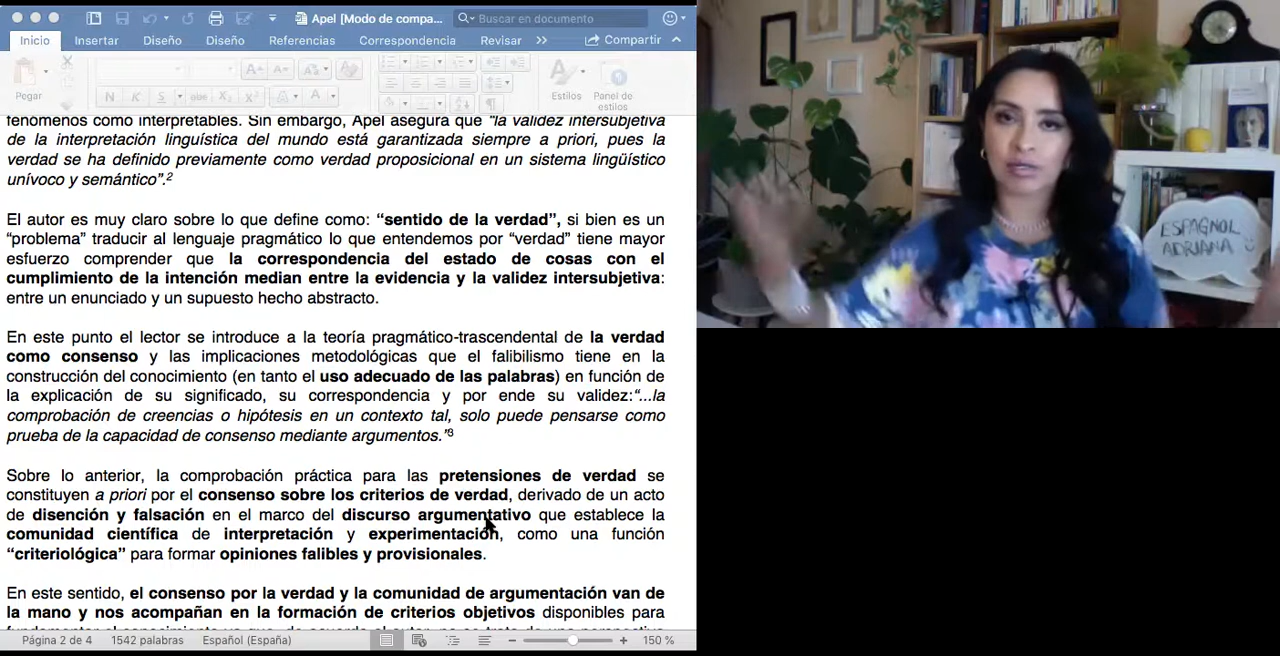 Apel [Modo de compa...
Buscar en documento
Inicio
Insertar
Diseño
Diseño
Referencias
Correspondencia
Revisar
Compartir
Pegar
N K S abc X₂ X²
Estilos
Panel de
estilos
fenómenos como interpretables. Sin embargo, Apel asegura que "la validez intersubjetiva
de la interpretación linguística del mundo está garantizada siempre a priori, pues la
verdad se ha definido previamente como verdad proposicional en un sistema lingüístico
unívoco y semántico".2
El autor es muy claro sobre lo que define como: “sentido de la verdad”, si bien es un
“problema” traducir al lenguaje pragmático lo que entendemos por “verdad” tiene mayor
esfuerzo comprender que la correspondencia del estado de cosas con el
cumplimiento de la intención median entre la evidencia y la validez intersubjetiva:
entre un enunciado y un supuesto hecho abstracto.
En este punto el lector se introduce a la teoría pragmático-trascendental de la verdad
como consenso y las implicaciones metodológicas que el falibilismo tiene en la
construcción del conocimiento (en tanto el uso adecuado de las palabras) en función de
la explicación de su significado, su correspondencia y por ende su validez:“...la
comprobación de creencias o hipótesis en un contexto tal, solo puede pensarse como
prueba de la capacidad de consenso mediante argumentos.”3
Sobre lo anterior, la comprobación práctica para las pretensiones de verdad se
constituyen a priori por el consenso sobre los criterios de verdad, derivado de un acto
de disención y falsación en el marco del discurso argumentativo que establece la
comunidad científica de interpretación y experimentación, como una función
“criteriológica” para formar opiniones falibles y provisionales.
En este sentido, el consenso por la verdad y la comunidad de argumentación van de
la mano y nos acompañan en la formación de criterios objetivos disponibles para
Página 2 de 4
1542 palabras
Español (España)
150 %
ESPAGNOL
ADRIANA